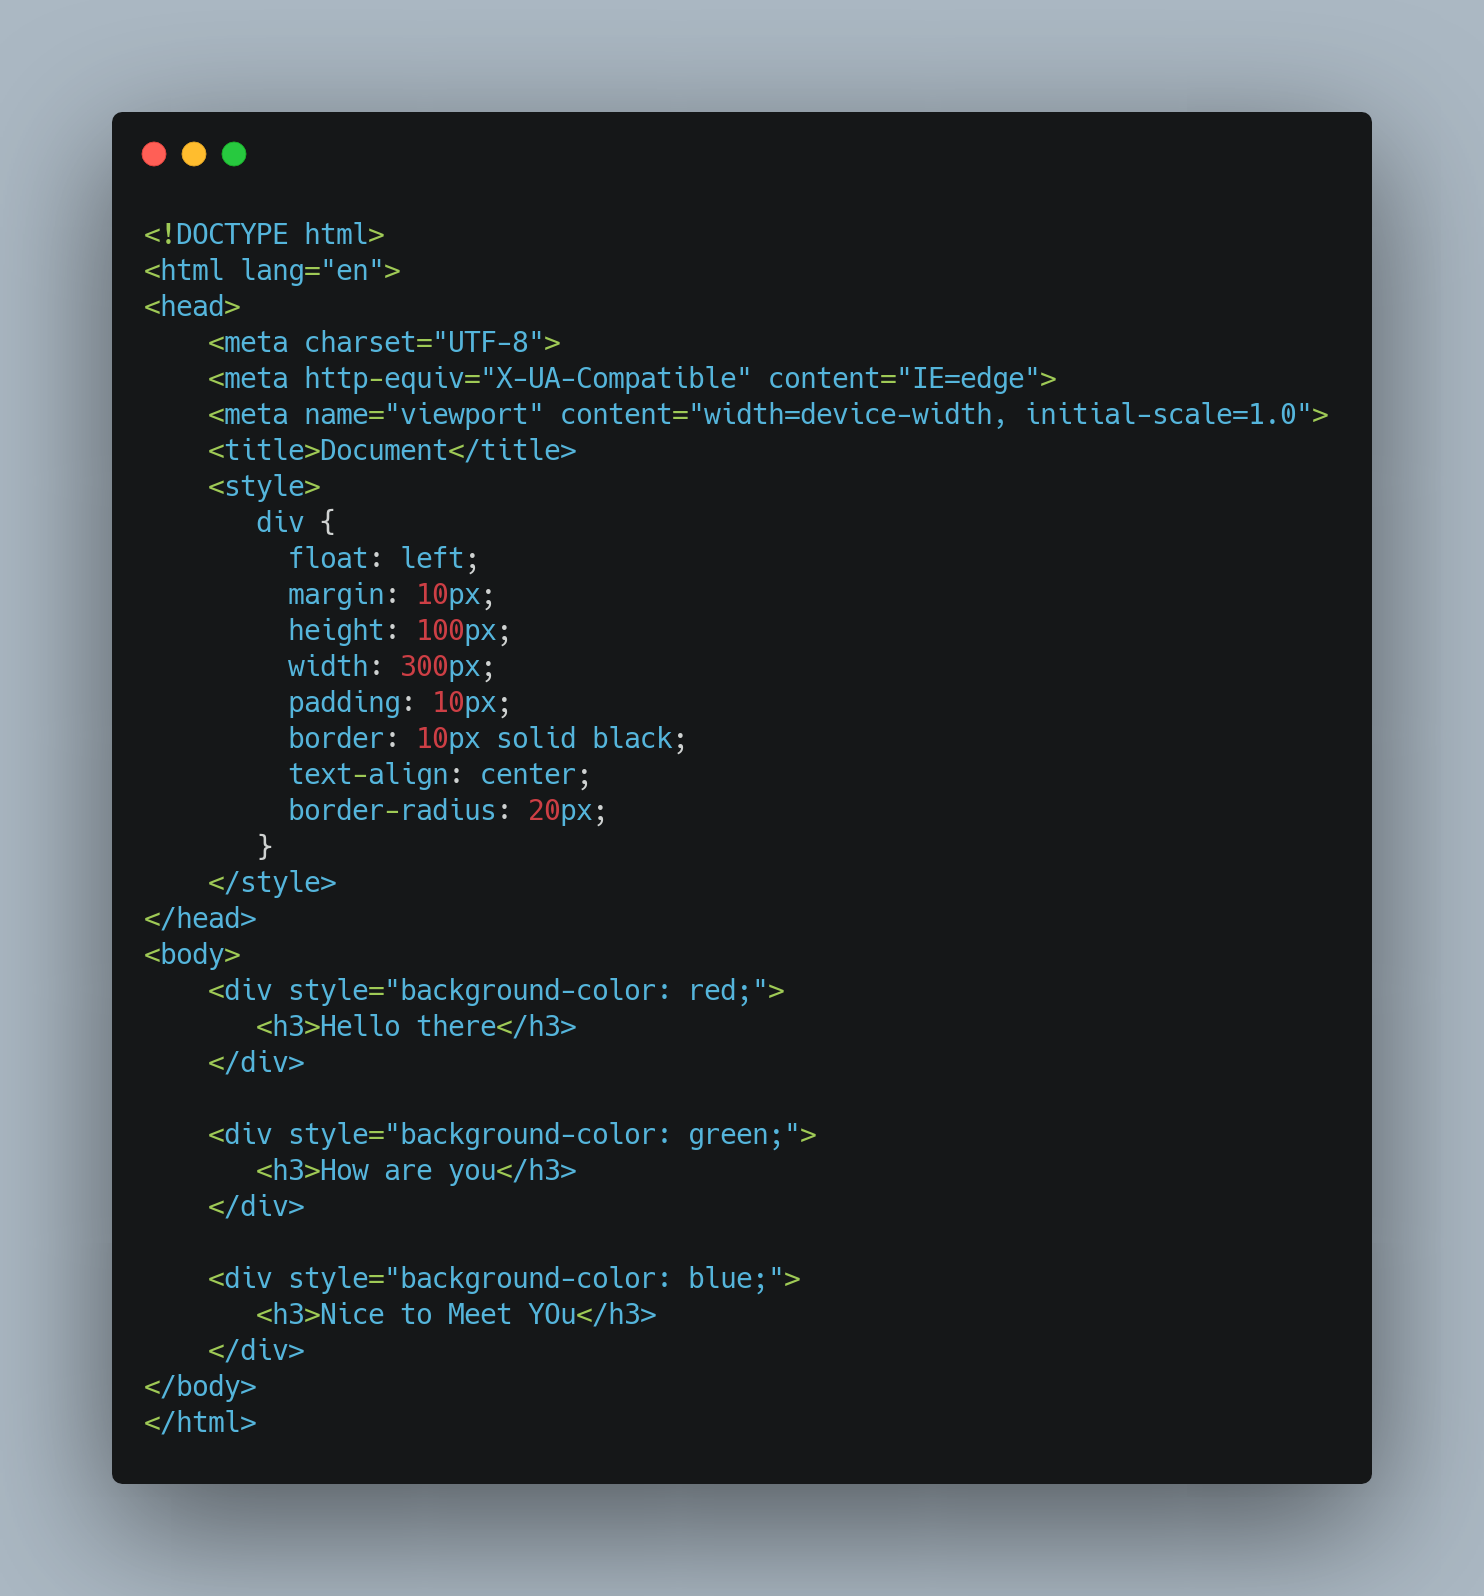 <!DOCTYPE html>
<html lang="en">
<head>
    <meta charset="UTF-8">
    <meta http-equiv="X-UA-Compatible" content="IE=edge">
    <meta name="viewport" content="width=device-width, initial-scale=1.0">
    <title>Document</title>
    <style>
       div {
         float: left;
         margin: 10px;
         height: 100px;
         width: 300px;
         padding: 10px;
         border: 10px solid black;
         text-align: center;
         border-radius: 20px;
       }
    </style>
</head>
<body>
    <div style="background-color: red;">
       <h3>Hello there</h3>
    </div>

    <div style="background-color: green;">
       <h3>How are you</h3>
    </div>

    <div style="background-color: blue;">
       <h3>Nice to Meet YOu</h3>
    </div>
</body>
</html>